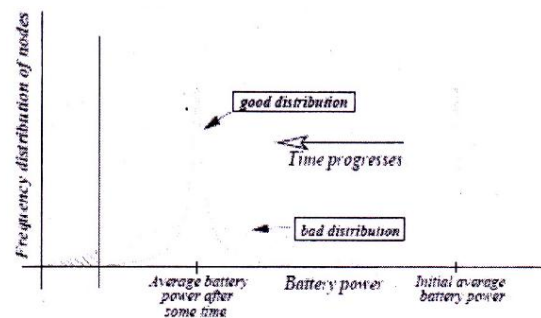 Frequency distribution of nodes
good distribution
Time progresses
bad distribution
Average battery
power after
some time
Battery power
Initial average
battery power